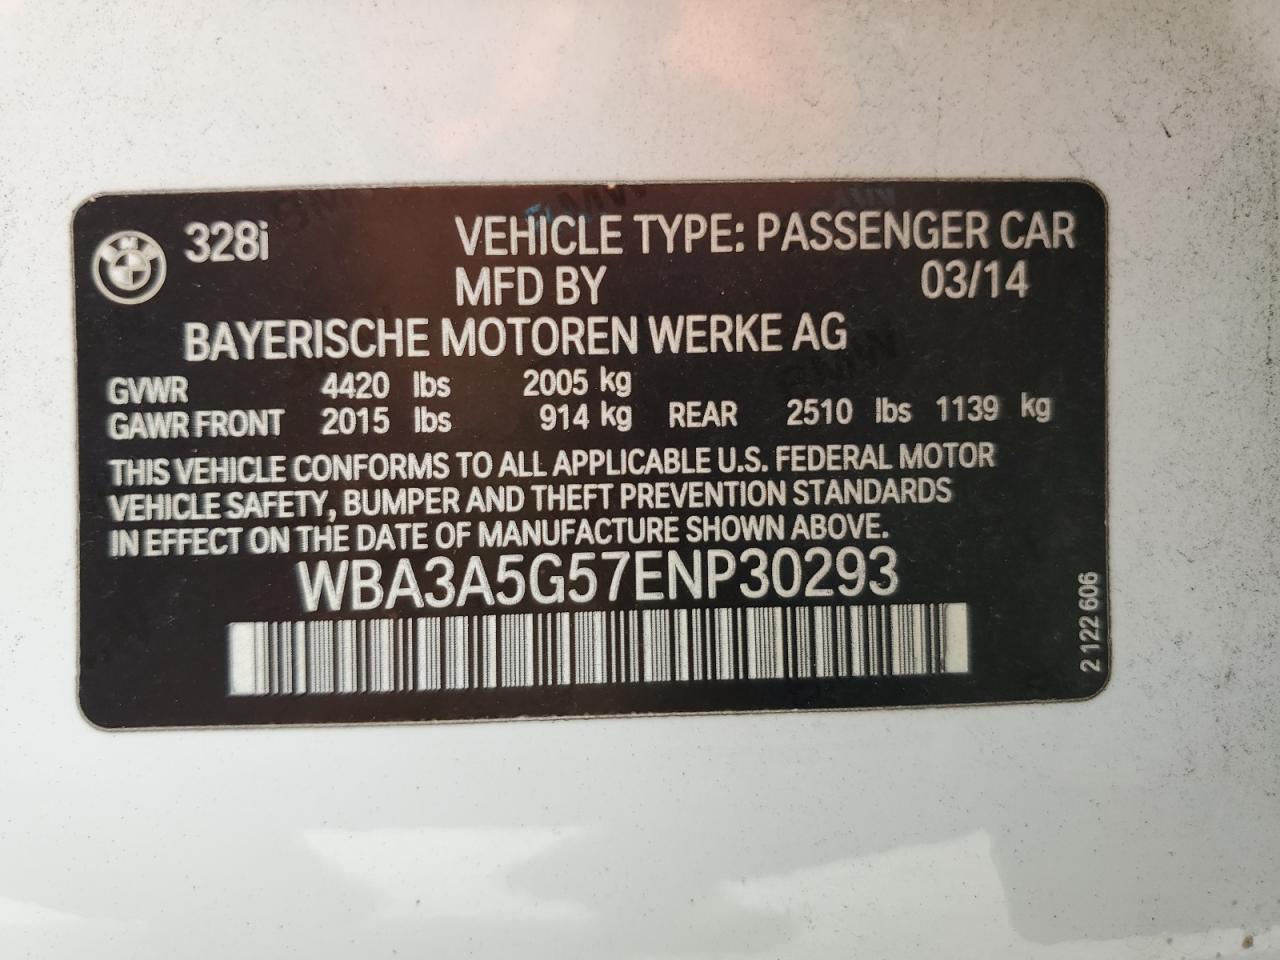 328i VEHICLE TYPE: PASSENGER CAR
MFD BY 03/14
BAYERISCHE MOTOREN WERKE AG
GVWR 4420 lbs 2005 kg
GAWR FRONT 2015 lbs 914 kg REAR 2510 lbs 1139 kg
THIS VEHICLE CONFORMS TO ALL APPLICABLE U.S. FEDERAL MOTOR
VEHICLE SAFETY, BUMPER AND THEFT PREVENTION STANDARDS
IN EFFECT ON THE DATE OF MANUFACTURE SHOWN ABOVE.
WBA3A5G57ENP30293
2 122 606